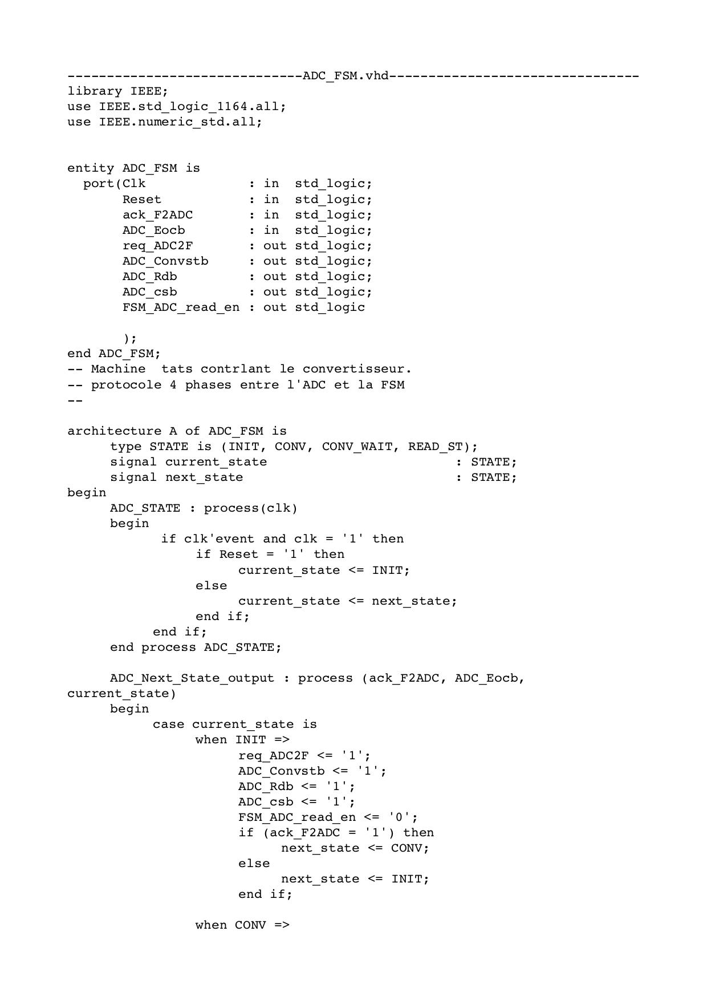 ------------------------------ADC_FSM.vhd--------------------------------
library IEEE;
use IEEE.std_logic_1164.all;
use IEEE.numeric_std.all;
entity ADC_FSM is
  port(Clk             : in  std_logic;
       Reset           : in  std_logic;
       ack_F2ADC       : in  std_logic;
       ADC_Eocb        : in  std_logic;
       req_ADC2F       : out std_logic;
       ADC_Convstb     : out std_logic;
       ADC_Rdb         : out std_logic;
       ADC_csb         : out std_logic;
       FSM_ADC_read_en : out std_logic
       );
end ADC_FSM;
-- Machine  tats contrlant le convertisseur.
-- protocole 4 phases entre l'ADC et la FSM
--
architecture A of ADC_FSM is
type STATE is (INIT, CONV, CONV_WAIT, READ_ST);
signal current_state                        : STATE;
signal next_state                           : STATE;
begin
ADC_STATE : process(clk)
begin
if clk'event and clk = '1' then
if Reset = '1' then
current_state <= INIT;
else
current_state <= next_state;
end if;
end if;
end process ADC_STATE;
ADC_Next_State_output : process (ack_F2ADC, ADC_Eocb,
current_state)
begin
case current_state is
when INIT =>
req_ADC2F <= '1';
ADC_Convstb <= '1';
ADC_Rdb <= '1';
ADC_csb <= '1';
FSM_ADC_read_en <= '0';
if (ack_F2ADC = '1') then
next_state <= CONV;
else
next_state <= INIT;
end if;
when CONV =>